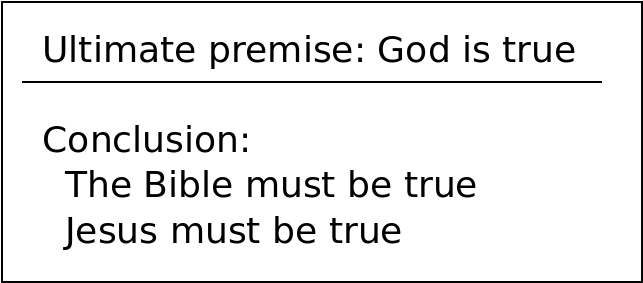 Ultimate premise: God is true
Conclusion:
The Bible must be true
Jesus must be true